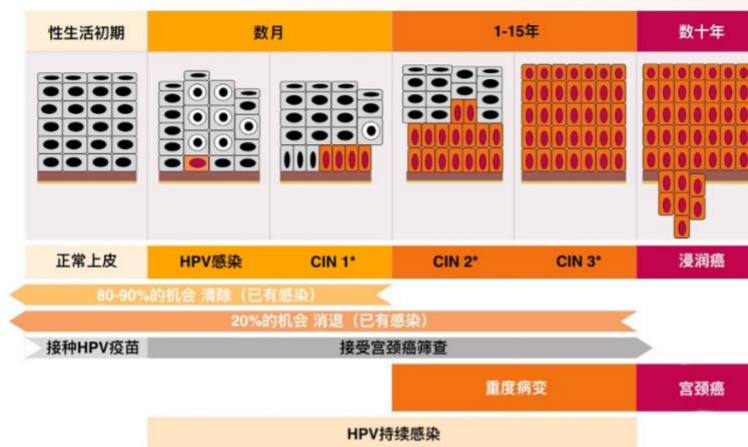 性生活初期 数月 1-15年 数十年
正常上皮 HPV感染 CIN 1* CIN 2* CIN 3* 浸润癌
80-90%的机会 清除（已有感染）
20%的机会 消退（已有感染）
接种HPV疫苗 接受宫颈癌筛查
重度病变 宫颈癌
HPV持续感染